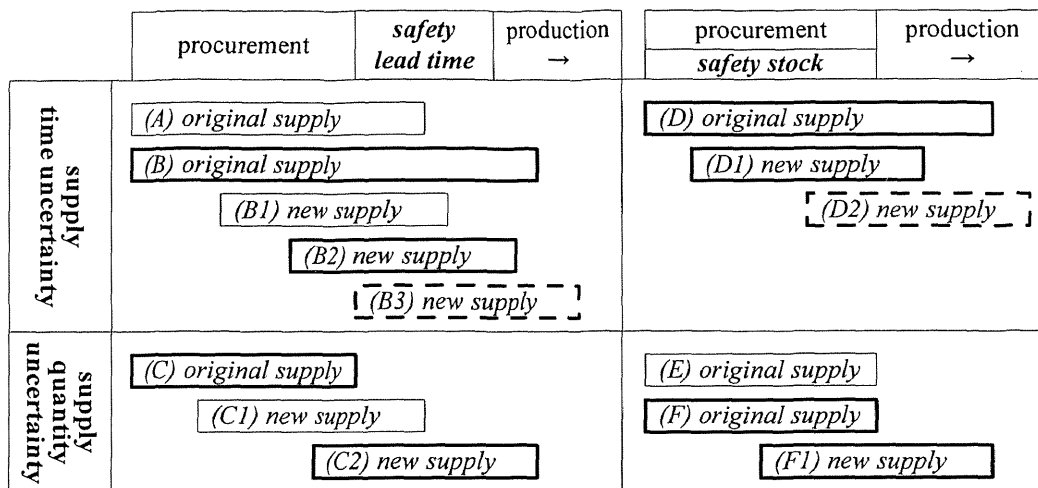 procurement
safety
lead time
production
→
procurement
safety stock
production
→
supply
time uncertainty
(A) original supply
(B) original supply
(B1) new supply
(B2) new supply
(B3) new supply
(D) original supply
(D1) new supply
(D2) new supply
supply
quantity
uncertainty
(C) original supply
(C1) new supply
(C2) new supply
(E) original supply
(F) original supply
(F1) new supply